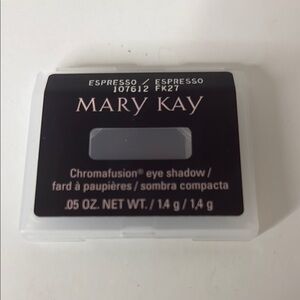 ESPRESSO / ESPRESSO
107612 FK27
MARY KAY
Chromafusion® eye shadow /
fard à paupières / sombra compacta
.05 OZ. NET WT. / 1.4 g / 1,4 g